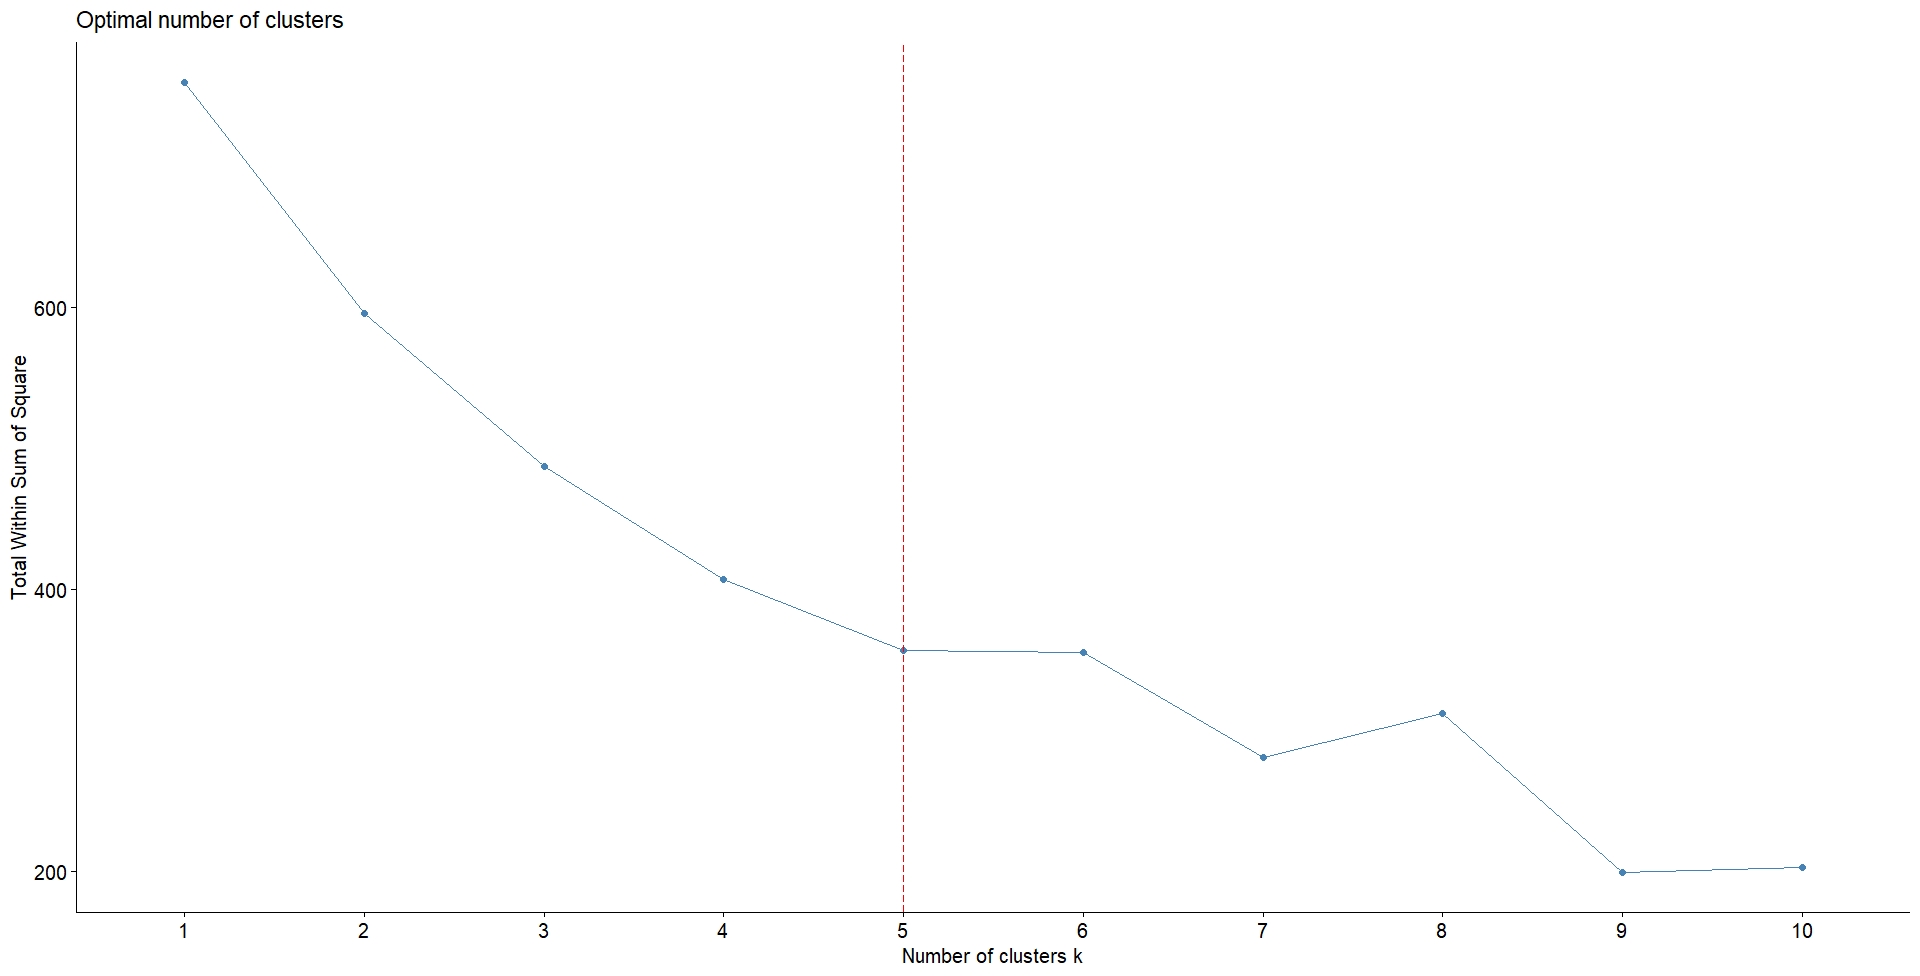 Optimal number of clusters
Total Within Sum of Square
600
400
200
1 2 3 4 5 6 7 8 9 10
Number of clusters k